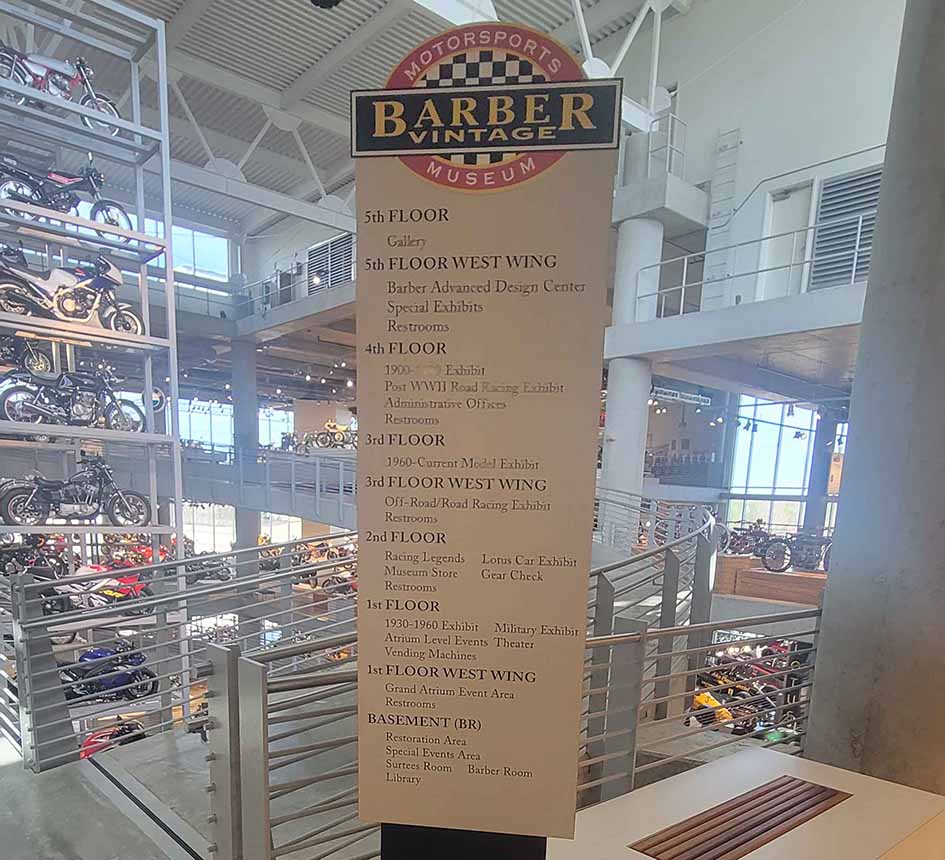 MOTORSPORTS
BARBER
VINTAGE
MUSEUM
5th FLOOR
Gallery
5th FLOOR WEST WING
Barber Advanced Design Center
Special Exhibits
Restrooms
4th FLOOR
1900- Exhibit
Post WWII Road Racing Exhibit
Administrative Offices
Restrooms
3rd FLOOR
1960-Current Model Exhibit
3rd FLOOR WEST WING
Off-Road/Road Racing Exhibit
Restrooms
2nd FLOOR
Racing Legends Lotus Car Exhibit
Museum Store Gear Check
Restrooms
1st FLOOR
1930-1960 Exhibit Military Exhibit
Atrium Level Events Theater
Vending Machines
1st FLOOR WEST WING
Grand Atrium Event Area
Restrooms
BASEMENT (BR)
Restoration Area
Special Events Area
Surtees Room Barber Room
Library